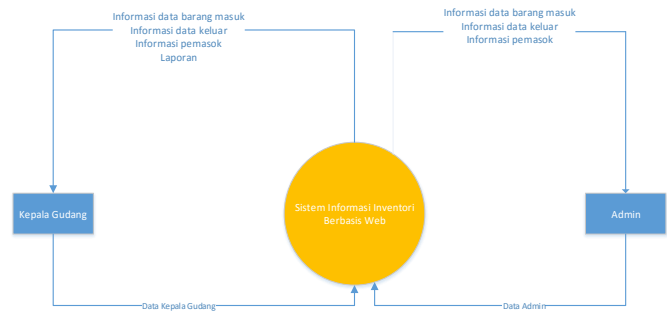 Informasi data barang masuk
Informasi data keluar
Informasi pemasok
Laporan
Informasi data barang masuk
Informasi data keluar
Informasi pemasok
Kepala Gudang
Sistem Informasi Inventori
Berbasis Web
Admin
Data Kepala Gudang
Data Admin